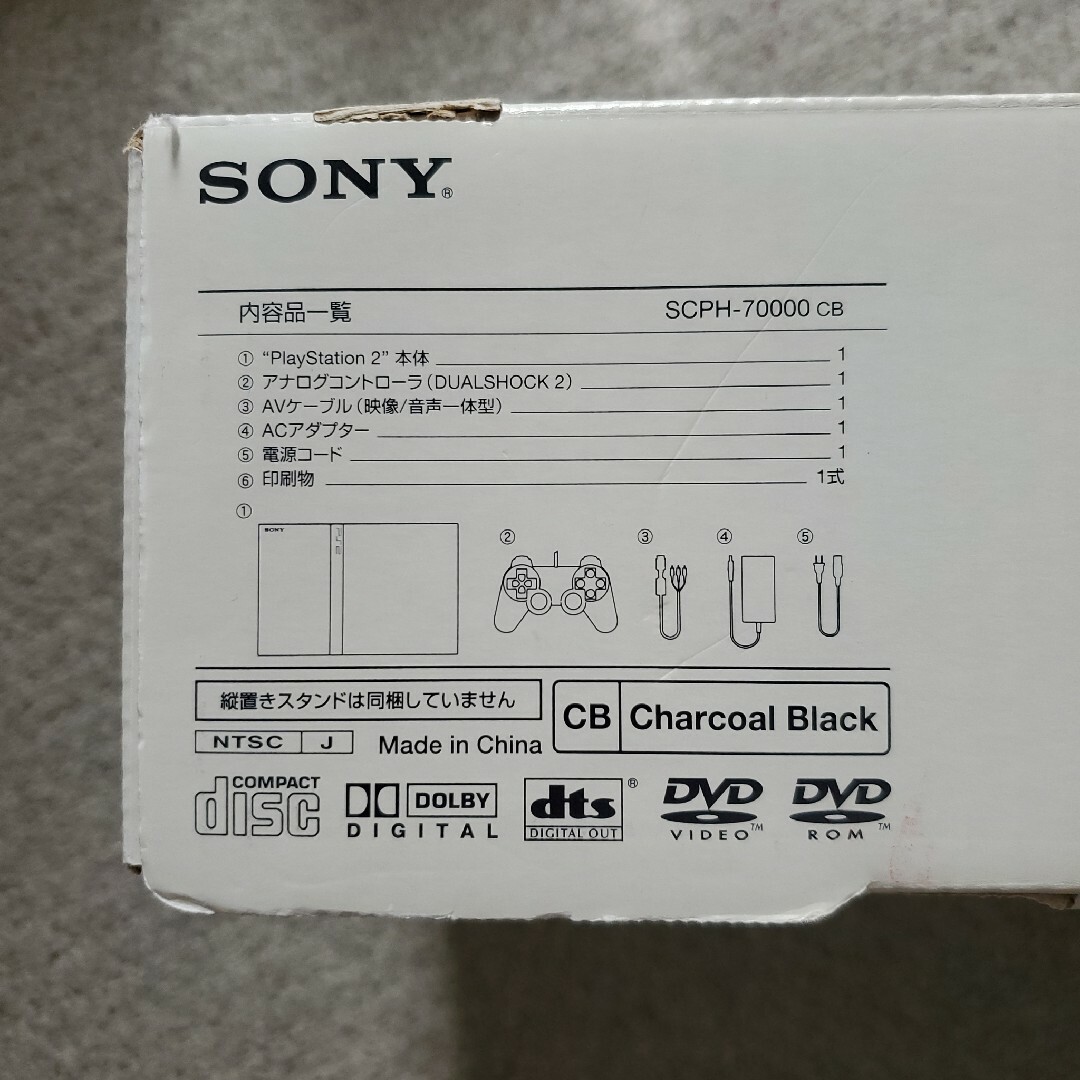 SONY®
内容品一覧 SCPH-70000 CB
① “PlayStation 2” 本体 1
② アナログコントローラ(DUALSHOCK 2) 1
③ AVケーブル(映像/音声一体型) 1
④ ACアダプター 1
⑤ 電源コード 1
⑥ 印刷物 1式
①
SONY
PS2
② ③ ④ ⑤
縦置きスタンドは同梱していません
CB Charcoal Black
NTSC J Made in China
COMPACT disc
DOLBY DIGITAL
dts® DIGITAL OUT
DVD VIDEO™
DVD ROM™